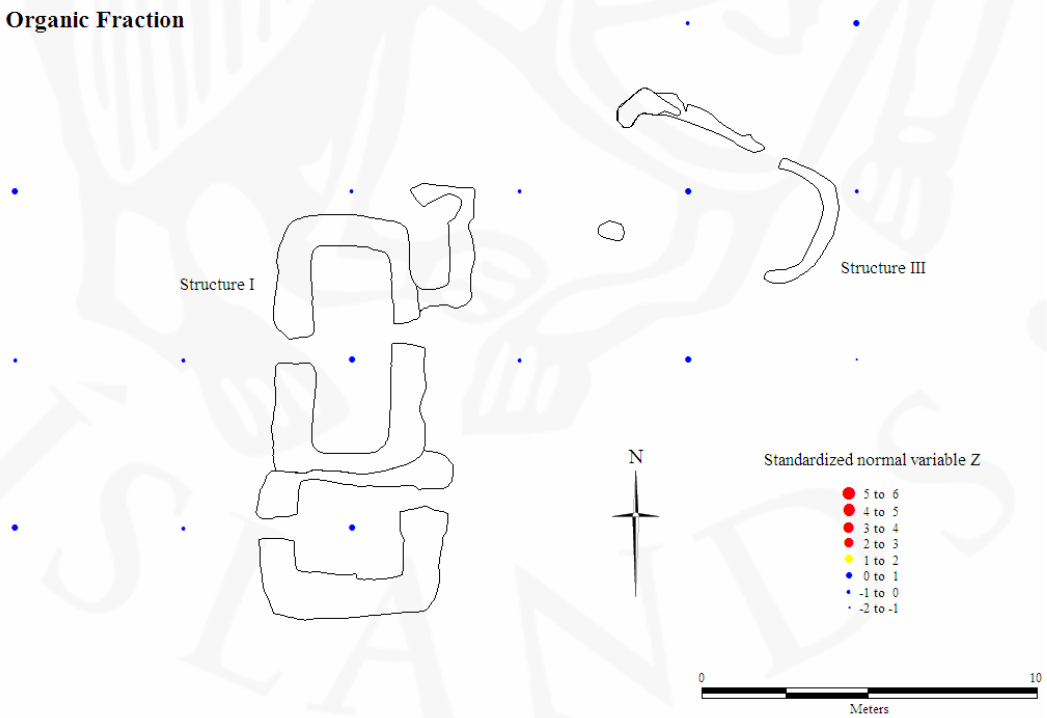 Organic Fraction
Structure I
Structure III
N
Standardized normal variable Z
5 to 6
4 to 5
3 to 4
2 to 3
1 to 2
0 to 1
-1 to 0
-2 to -1
0 10
Meters
ISLANDS